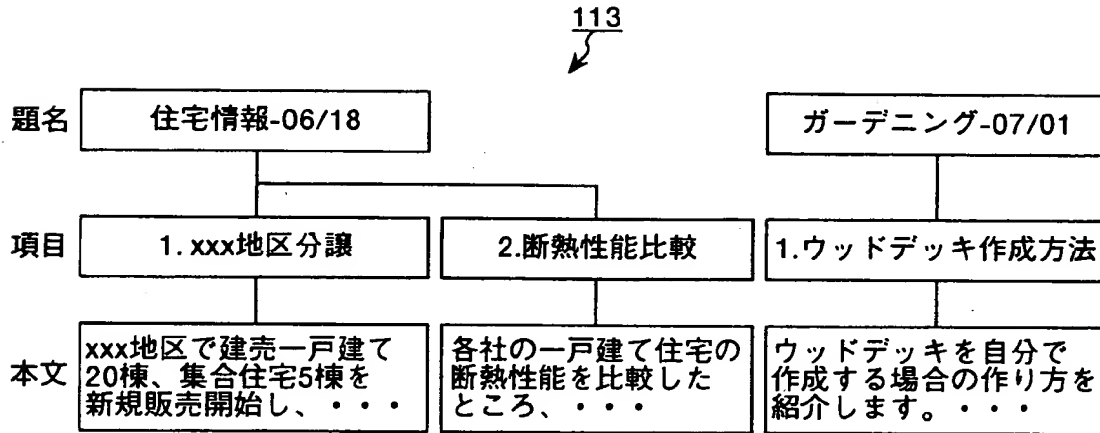 113
題名
住宅情報-06/18
ガーデニング-07/01
項目
1. xxx地区分譲
2.断熱性能比較
1.ウッドデッキ作成方法
本文
xxx地区で建売一戸建て
20棟、集合住宅5棟を
新規販売開始し、・・・
各社の一戸建て住宅の
断熱性能を比較した
ところ、・・・
ウッドデッキを自分で
作成する場合の作り方を
紹介します。・・・